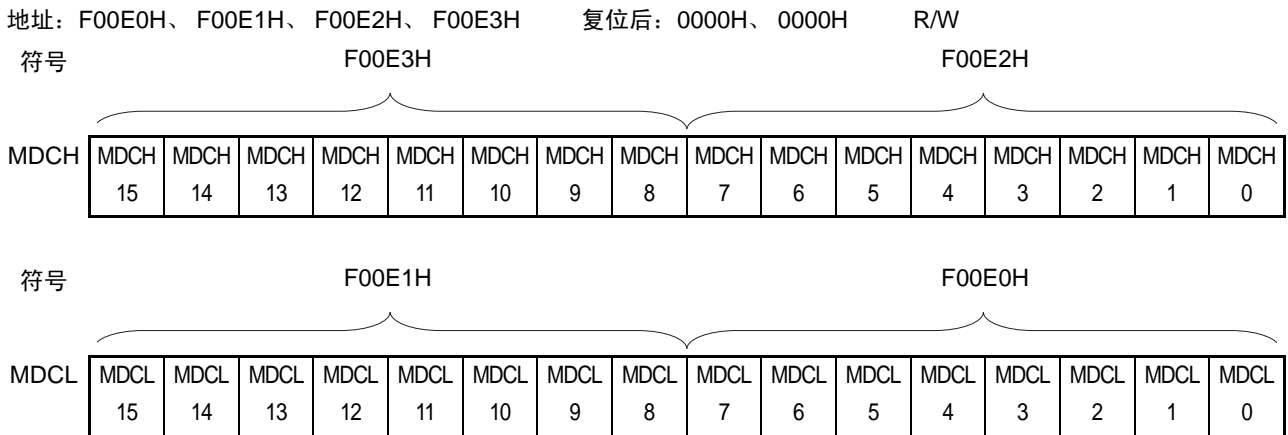 地址：F00E0H、 F00E1H、 F00E2H、 F00E3H 复位后：0000H、 0000H R/W
符号 F00E3H F00E2H
MDCH MDCH MDCH MDCH MDCH MDCH MDCH MDCH MDCH MDCH MDCH MDCH MDCH MDCH MDCH MDCH MDCH
15 14 13 12 11 10 9 8 7 6 5 4 3 2 1 0
符号 F00E1H F00E0H
MDCL MDCL MDCL MDCL MDCL MDCL MDCL MDCL MDCL MDCL MDCL MDCL MDCL MDCL MDCL MDCL MDCL
15 14 13 12 11 10 9 8 7 6 5 4 3 2 1 0